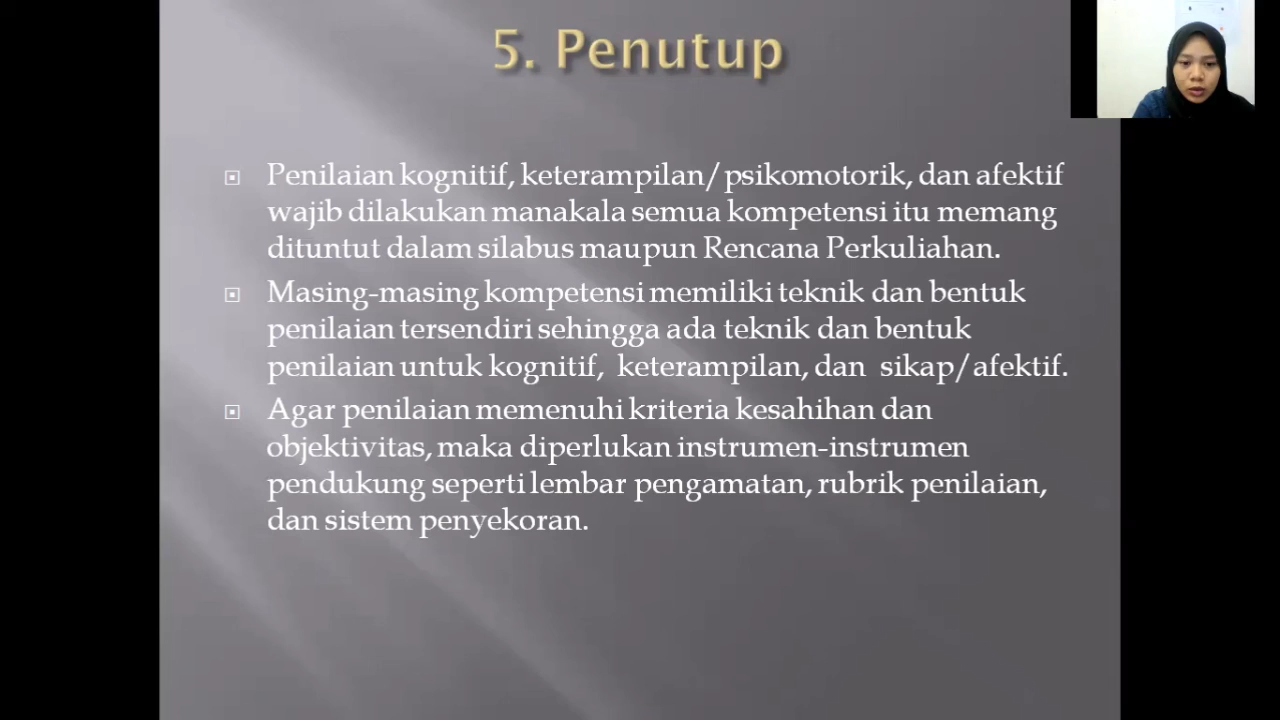 5. Penutup
Penilaian kognitif, keterampilan/psikomotorik, dan afektif
wajib dilakukan manakala semua kompetensi itu memang
dituntut dalam silabus maupun Rencana Perkuliahan.
Masing-masing kompetensi memiliki teknik dan bentuk
penilaian tersendiri sehingga ada teknik dan bentuk
penilaian untuk kognitif, keterampilan, dan sikap/afektif.
Agar penilaian memenuhi kriteria kesahihan dan
objektivitas, maka diperlukan instrumen-instrumen
pendukung seperti lembar pengamatan, rubrik penilaian,
dan sistem penyekoran.